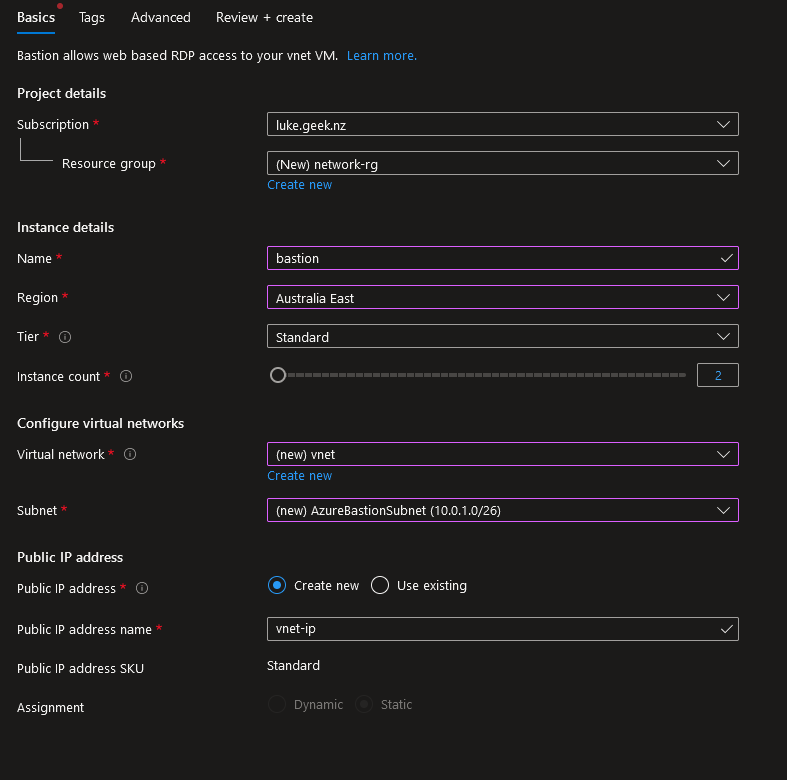 Basics Tags Advanced Review + create
Bastion allows web based RDP access to your vnet VM. Learn more.
Project details
Subscription * luke.geek.nz
Resource group * (New) network-rg
Create new
Instance details
Name * bastion
Region * Australia East
Tier * Standard
Instance count * 2
Configure virtual networks
Virtual network * (new) vnet
Create new
Subnet * (new) AzureBastionSubnet (10.0.1.0/26)
Public IP address
Public IP address * Create new Use existing
Public IP address name * vnet-ip
Public IP address SKU Standard
Assignment Dynamic Static